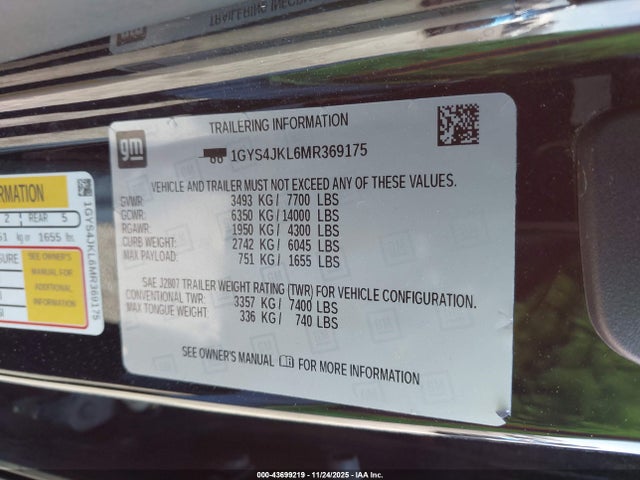 TRAILERING INFORMATION
gm
1GYS4JKL6MR369175
VEHICLE AND TRAILER MUST NOT EXCEED ANY OF THESE VALUES.
GVWR: 3493 KG / 7700 LBS
GCWR: 6350 KG / 14000 LBS
RGAWR: 1950 KG / 4300 LBS
CURB WEIGHT: 2742 KG / 6045 LBS
MAX PAYLOAD: 751 KG / 1655 LBS
SAE J2807 TRAILER WEIGHT RATING (TWR) FOR VEHICLE CONFIGURATION.
CONVENTIONAL TWR: 3357 KG / 7400 LBS
MAX TONGUE WEIGHT: 336 KG / 740 LBS
SEE OWNER'S MANUAL FOR MORE INFORMATION
2 REAR 5
kg or 1655 lbs.
SEE OWNER'S
MANUAL FOR
ADDITIONAL
INFORMATION
1GYS4JKL6MR369175
000-43699219 - 11/24/2025 - IAA Inc.